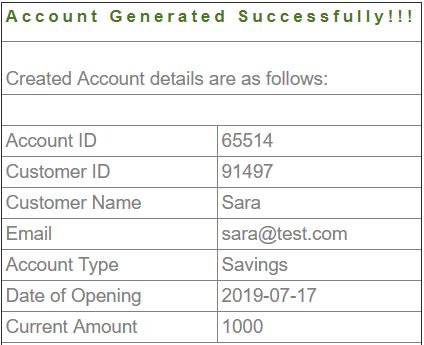 Account Generated Successfully!!!
Created Account details are as follows:
Account ID 65514
Customer ID 91497
Customer Name Sara
Email sara@test.com
Account Type Savings
Date of Opening 2019-07-17
Current Amount 1000